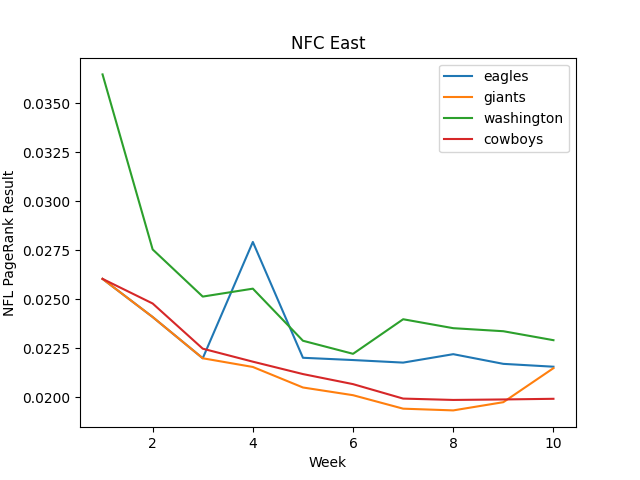 NFC East
NFL PageRank Result
0.0350
0.0325
0.0300
0.0275
0.0250
0.0225
0.0200
eagles
giants
washington
cowboys
2
4
6
8
10
Week